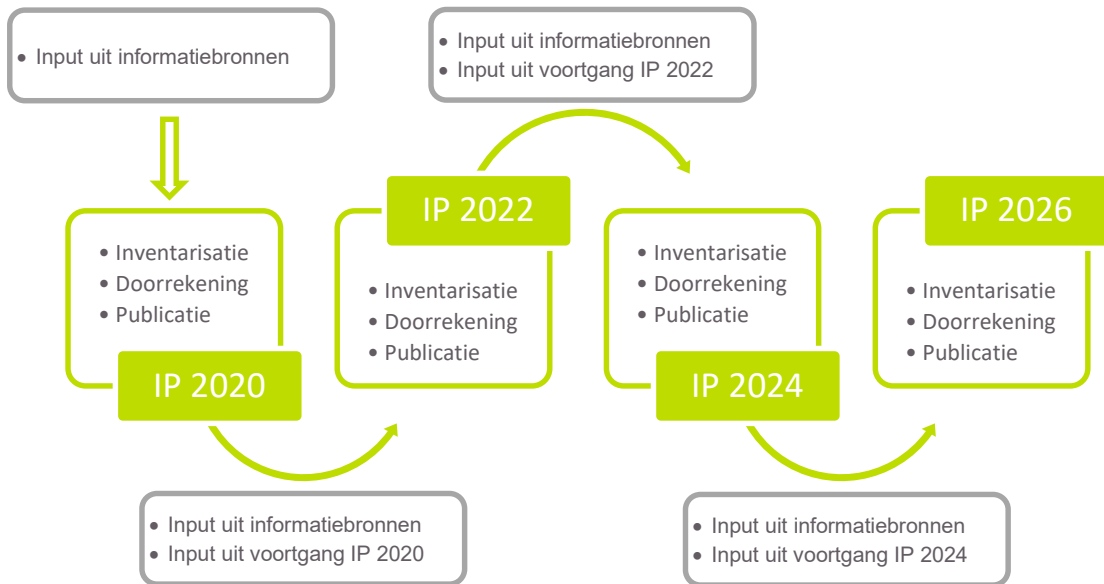 • Input uit informatiebronnen
• Input uit informatiebronnen
• Input uit voortgang IP 2022
• Inventarisatie
• Doorrekening
• Publicatie
IP 2020
IP 2022
• Inventarisatie
• Doorrekening
• Publicatie
• Inventarisatie
• Doorrekening
• Publicatie
IP 2024
IP 2026
• Inventarisatie
• Doorrekening
• Publicatie
• Input uit informatiebronnen
• Input uit voortgang IP 2020
• Input uit informatiebronnen
• Input uit voortgang IP 2024